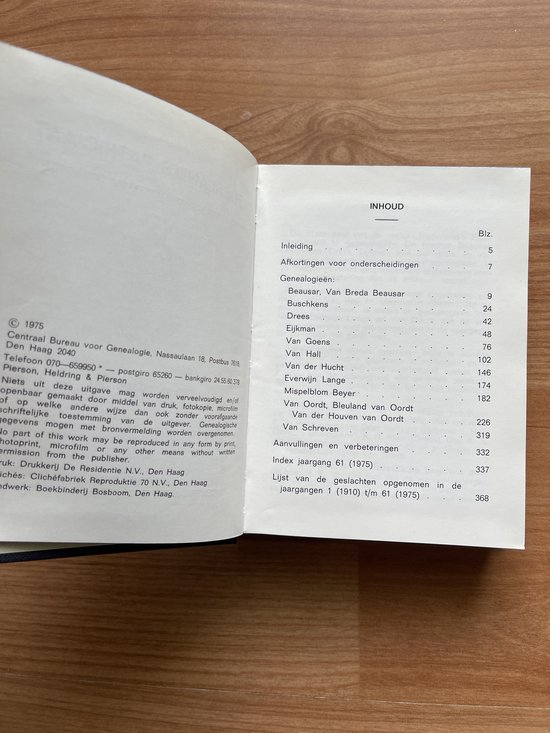 © 1975
Centraal Bureau voor Genealogie, Nassaulaan 18, Postbus
Den Haag 2040
Telefoon 070—659950 * — postgiro 65260 — bankgiro 24.55.60.378
Pierson, Heldring & Pierson
Niets uit deze uitgave mag worden verveelvoudigd en/of
openbaar gemaakt door middel van druk, fotokopie, microfilm
of op welke andere wijze dan ook zonder voorafgaande
schriftelijke toestemming van de uitgever. Genealogische
gegevens mogen met bronvermelding worden overgenomen.
No part of this work may be reproduced in any form by print,
photoprint, microfilm or any other means without written
ermission from the publisher.
ruk: Drukkerij De Residentie N.V., Den Haag
lichés: Clichéfabriek Reproduktie 70 N.V., Den Haag
ndwerk: Boekbinderij Bosboom, Den Haag.
INHOUD
Blz.
Inleiding . . . . . . . . . . 5
Afkortingen voor onderscheidingen . . . . 7
Genealogieën:
Beausar, Van Breda Beausar . . . . . 9
Buschkens . . . . . . . . . 24
Drees . . . . . . . . . . 42
Eijkman . . . . . . . . . . 48
Van Goens . . . . . . . . . 76
Van Hall . . . . . . . . . . 102
Van der Hucht . . . . . . . . 146
Everwijn Lange . . . . . . . . 174
Mispelblom Beyer . . . . . . . 182
Van Oordt, Bleuland van Oordt
Van der Houven van Oordt . . . . . 226
Van Schreven . . . . . . . . 319
Aanvullingen en verbeteringen . . . . . 332
Index jaargang 61 (1975) . . . . . . 337
Lijst van de geslachten opgenomen in de
jaargangen 1 (1910) t/m 61 (1975) . . . . 368